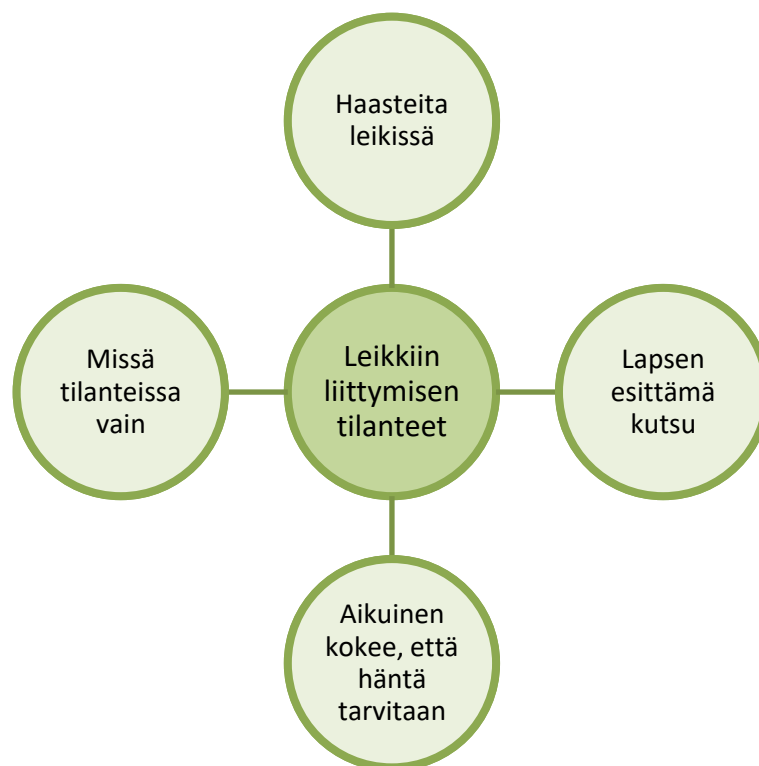 Haasteita
leikissä
Missä
tilanteissa
vain
Leikkiin
liittymisen
tilanteet
Lapsen
esittämä
kutsu
Aikuinen
kokee, että
häntä
tarvitaan